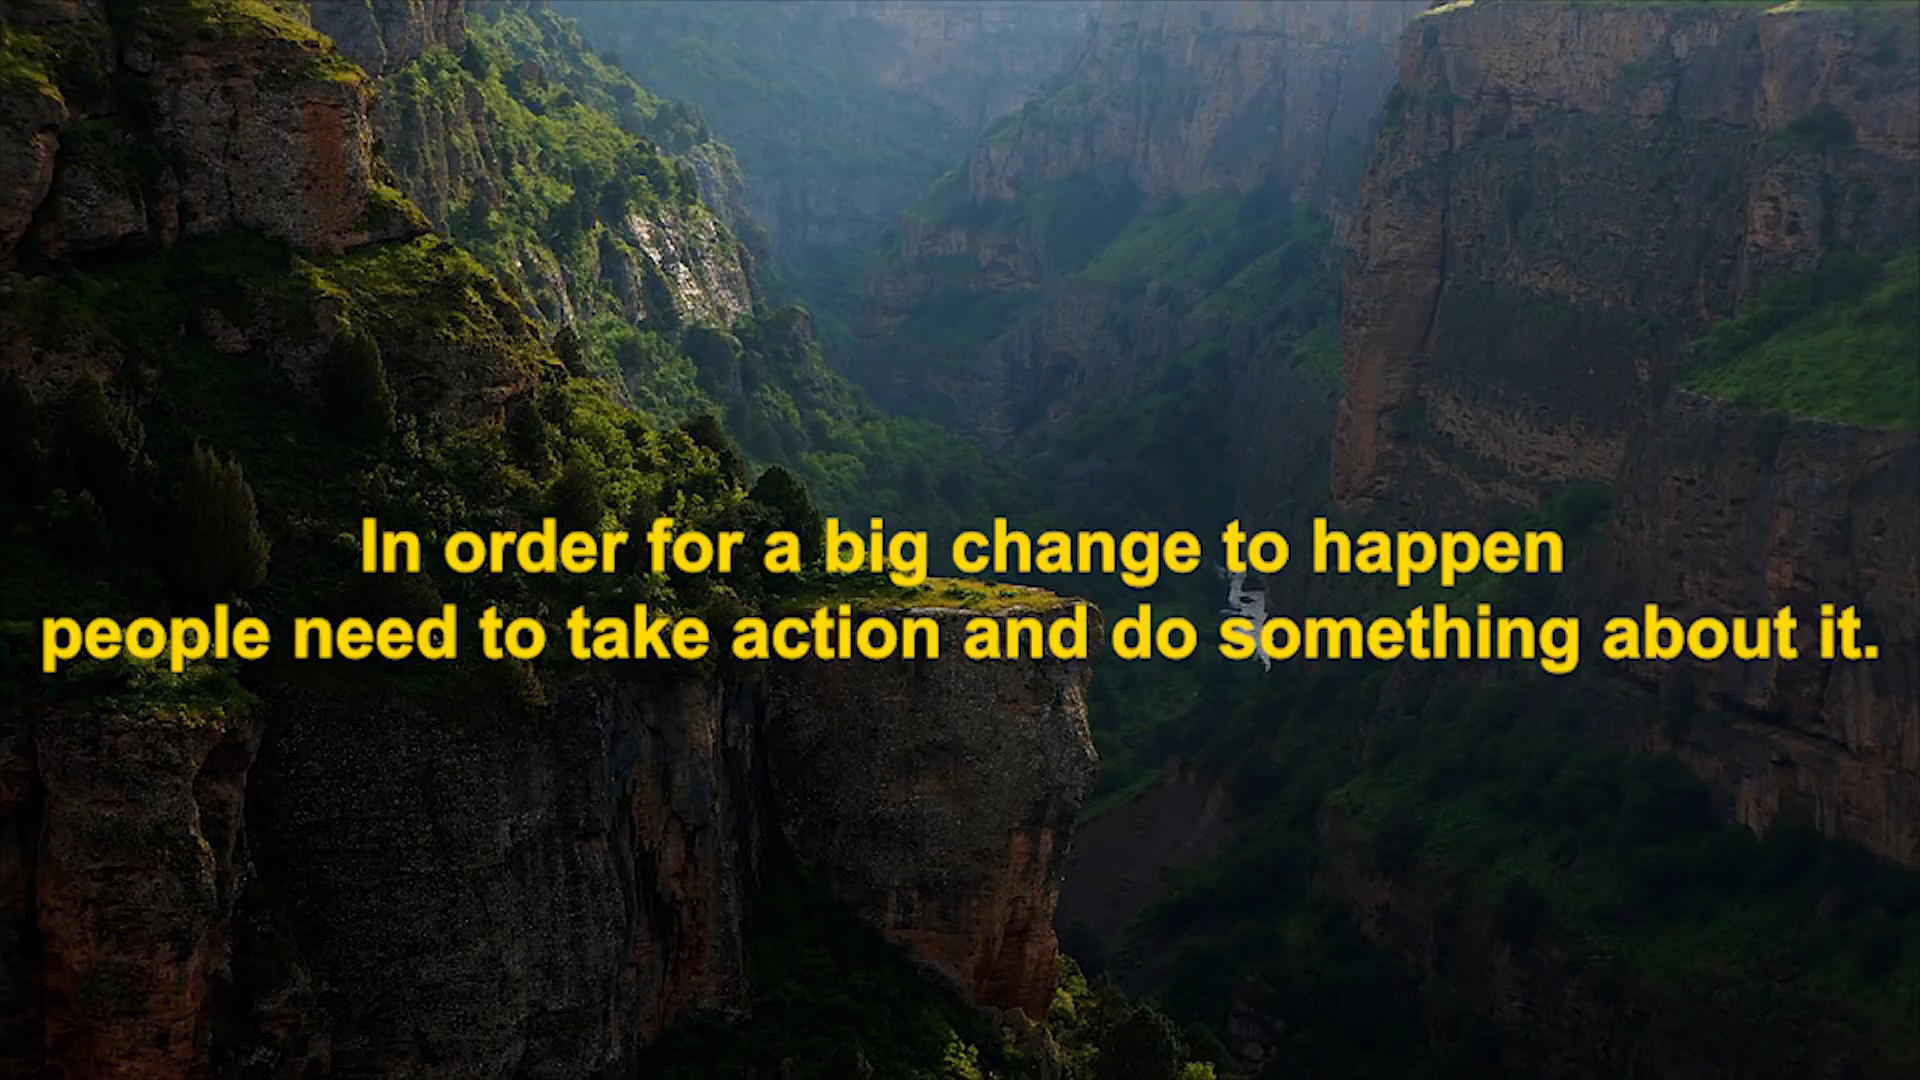 In order for a big change to happen
people need to take action and do something about it.